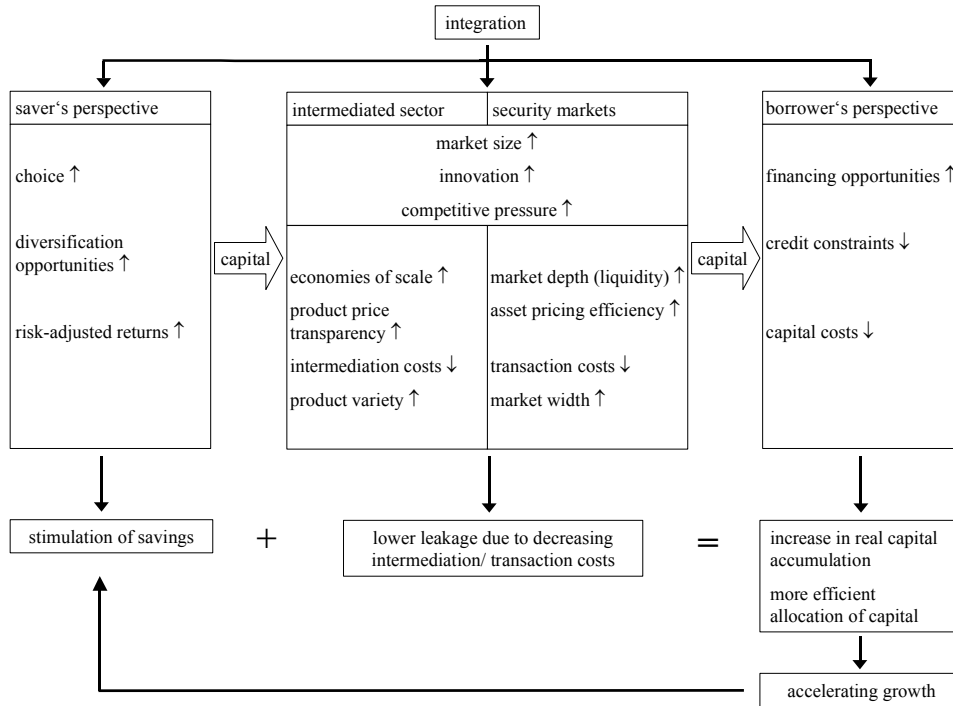 integration
saver‘s perspective
choice ↑
diversification
opportunities ↑
risk-adjusted returns ↑
capital
intermediated sector
security markets
market size ↑
innovation ↑
competitive pressure ↑
economies of scale ↑
product price
transparency ↑
intermediation costs ↓
product variety ↑
market depth (liquidity) ↑
asset pricing efficiency ↑
transaction costs ↓
market width ↑
capital
borrower‘s perspective
financing opportunities ↑
credit constraints ↓
capital costs ↓
stimulation of savings
+
lower leakage due to decreasing
intermediation/ transaction costs
=
increase in real capital
accumulation
more efficient
allocation of capital
accelerating growth